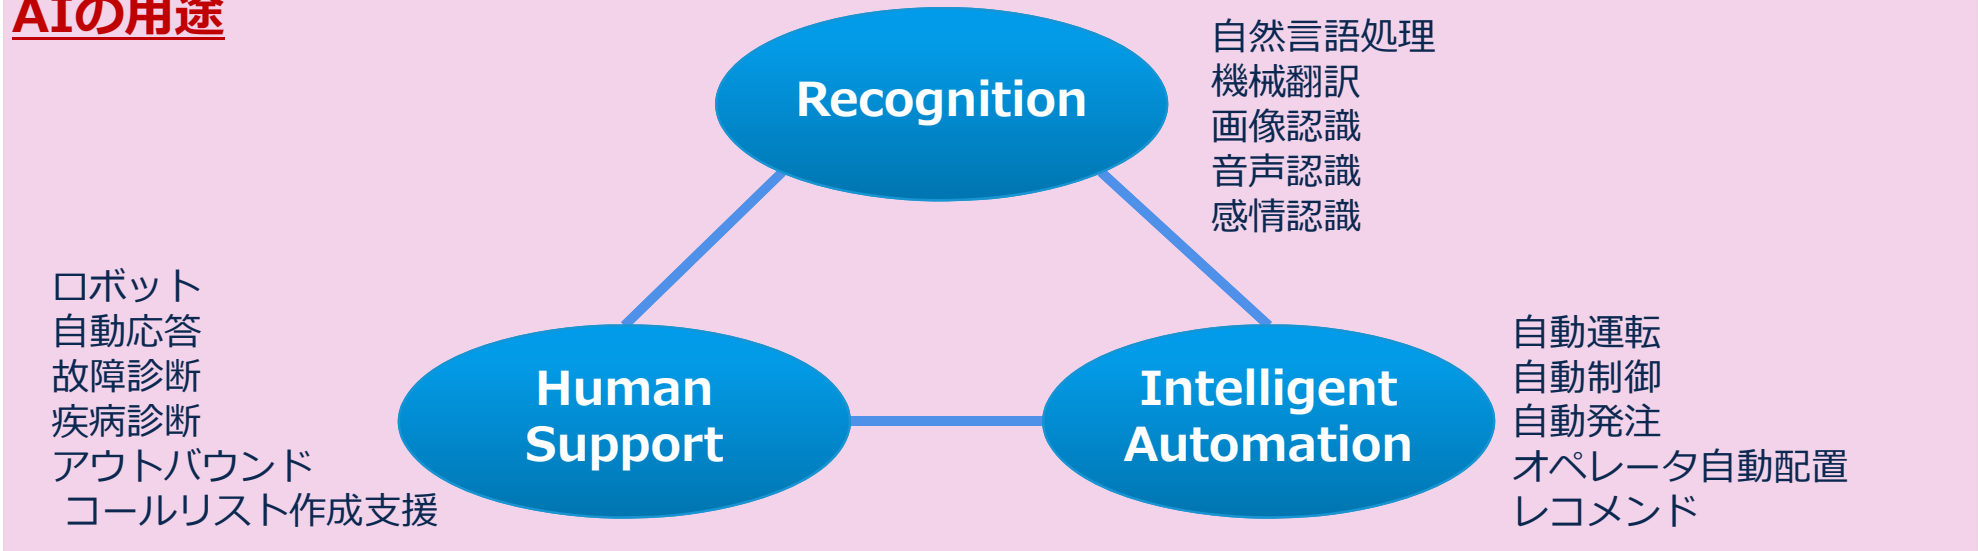 AIの用途
Recognition
自然言語処理
機械翻訳
画像認識
音声認識
感情認識
ロボット
自動応答
故障診断
疾病診断
アウトバウンド
コールリスト作成支援
Human
Support
Intelligent
Automation
自動運転
自動制御
自動発注
オペレータ自動配置
レコメンド